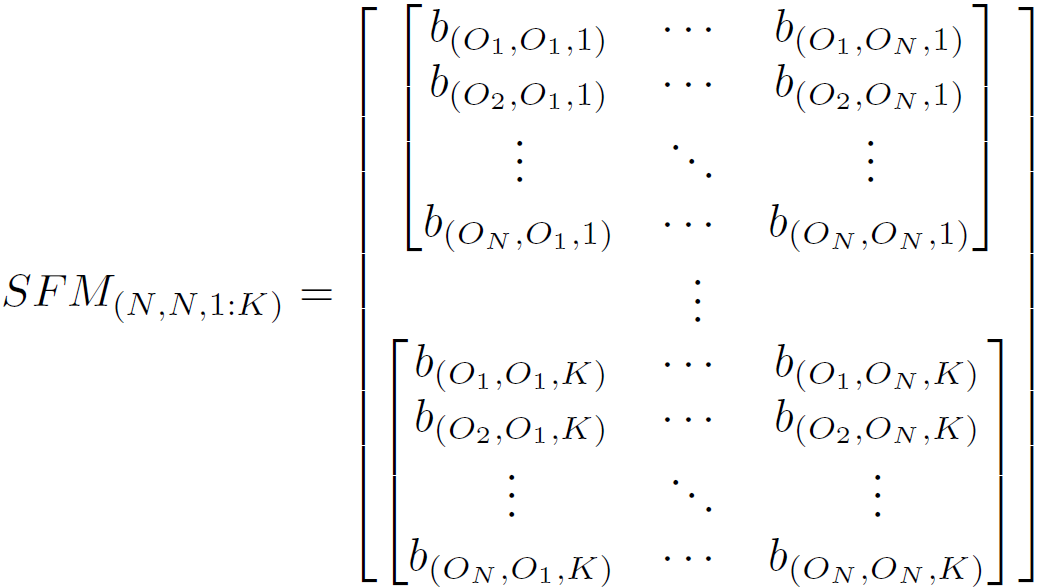 b_{(O_1,O_1,1)} ⋯ b_{(O_1,O_N,1)}
b_{(O_2,O_1,1)} ⋯ b_{(O_2,O_N,1)}
⋮ ⋱ ⋮
b_{(O_N,O_1,1)} ⋯ b_{(O_N,O_N,1)}
SFM_{(N,N,1:K)} = ⋮
b_{(O_1,O_1,K)} ⋯ b_{(O_1,O_N,K)}
b_{(O_2,O_1,K)} ⋯ b_{(O_2,O_N,K)}
⋮ ⋱ ⋮
b_{(O_N,O_1,K)} ⋯ b_{(O_N,O_N,K)}